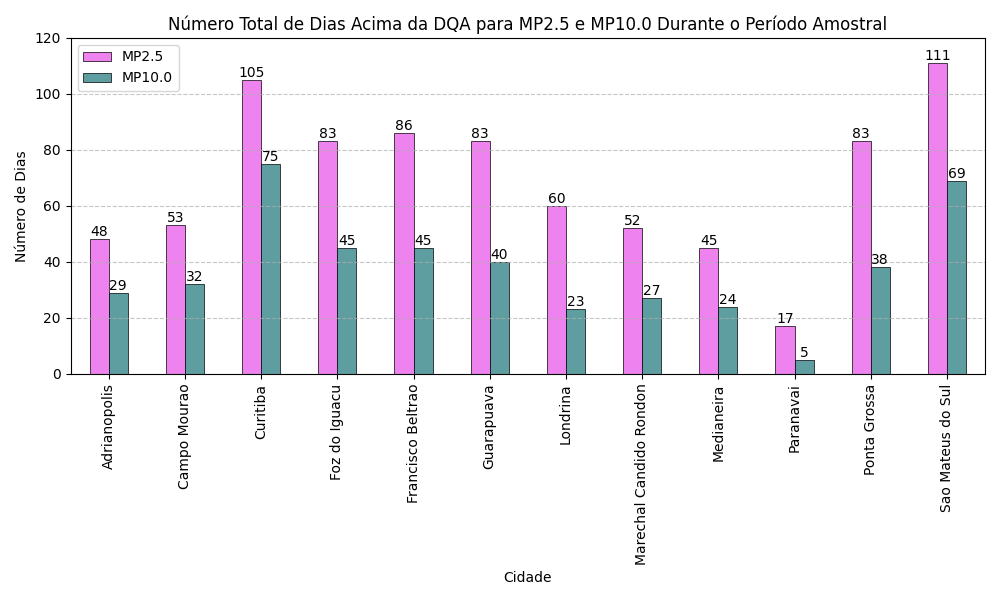 Número Total de Dias Acima da DQA para MP2.5 e MP10.0 Durante o Período Amostral
MP2.5
MP10.0
Número de Dias
120
100
80
60
40
20
0
48
29
53
32
105
75
83
45
86
45
83
40
60
23
52
27
45
24
17
5
83
38
111
69
Adrianopolis
Campo Mourao
Curitiba
Foz do Iguacu
Francisco Beltrao
Guarapuava
Londrina
Marechal Candido Rondon
Medianeira
Paranavai
Ponta Grossa
Sao Mateus do Sul
Cidade